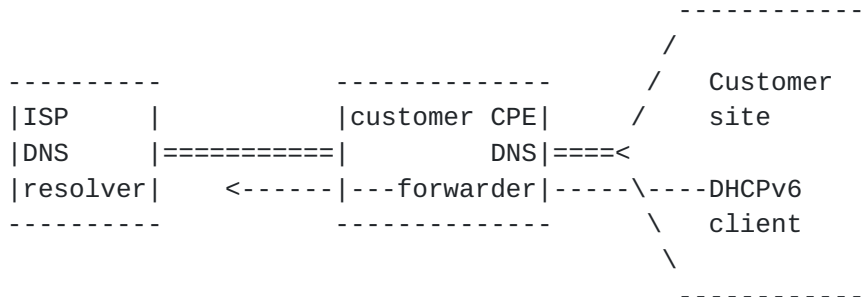 ------------
                                           /
----------           --------------      /   Customer
|ISP     |           |customer CPE|     /    site
|DNS     |===========|         DNS|====<
|resolver|    <------|---forwarder|-----\----DHCPv6
----------           --------------      \   client
                                          \
                                            ------------